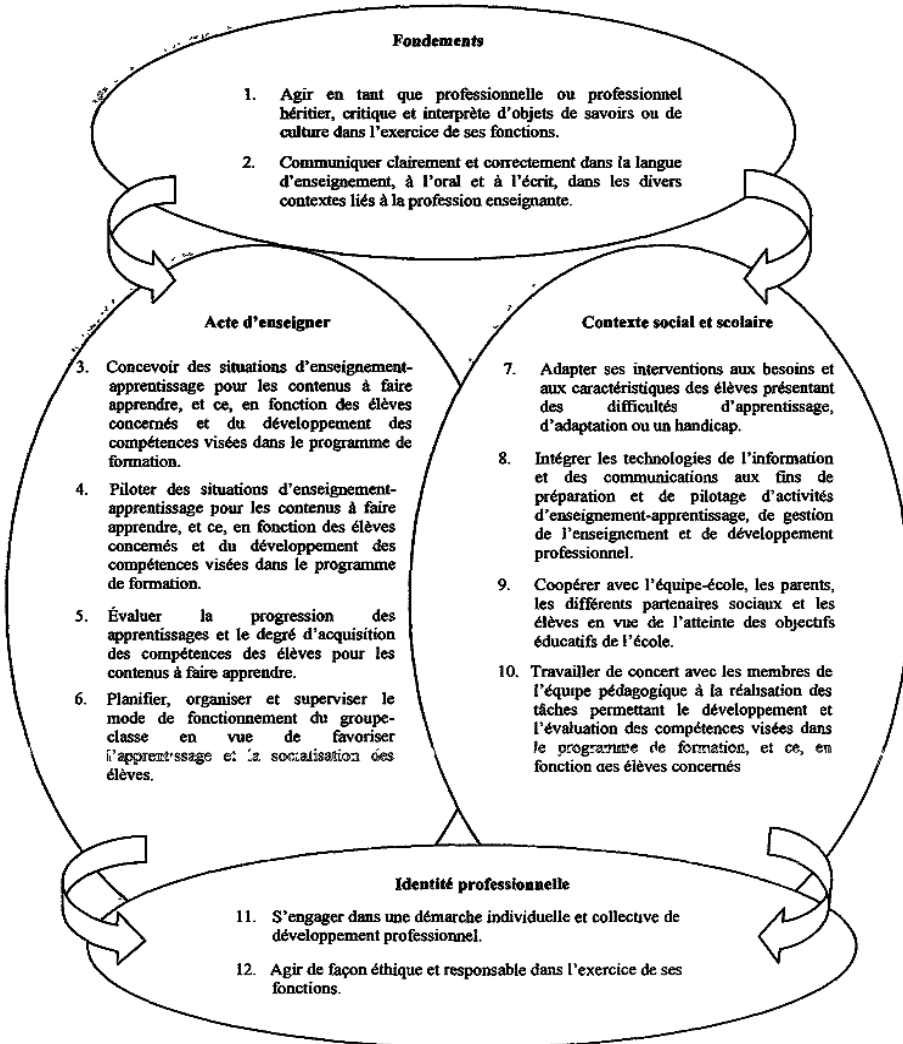 Fondements
1. Agir en tant que professionnelle ou professionnel
héritier, critique et interprète d'objets de savoirs ou de
culture dans l'exercice de ses fonctions.
2. Communiquer clairement et correctement dans la langue
d'enseignement, à l'oral et à l'écrit, dans les divers
contextes liés à la profession enseignante.
Acte d'enseigner
3. Concevoir des situations d'enseignement-
apprentissage pour les contenus à faire
apprendre, et ce, en fonction des élèves
concernés et du développement des
compétences visées dans le programme de
formation.
4. Piloter des situations d'enseignement-
apprentissage pour les contenus à faire
apprendre, et ce, en fonction des élèves
concernés et du développement des
compétences visées dans le programme
de formation.
5. Évaluer la progression des
apprentissages et le degré d'acquisition
des compétences des élèves pour les
contenus à faire apprendre.
6. Planifier, organiser et superviser le
mode de fonctionnement du groupe-
classe en vue de favoriser
l'apprentissage et la socialisation des
élèves.
Contexte social et scolaire
7. Adapter ses interventions aux besoins et
aux caractéristiques des élèves présentant
des difficultés d'apprentissage,
d'adaptation ou un handicap.
8. Intégrer les technologies de l'information
et des communications aux fins de
préparation et de pilotage d'activités
d'enseignement-apprentissage, de gestion
de l'enseignement et de développement
professionnel.
9. Coopérer avec l'équipe-école, les parents,
les différents partenaires sociaux et les
élèves en vue de l'atteinte des objectifs
éducatifs de l'école.
10. Travailler de concert avec les membres de
l'équipe pédagogique à la réalisation des
tâches permettant le développement et
l'évaluation des compétences visées dans
le programme de formation, et ce, en
fonction des élèves concernés
Identité professionnelle
11. S'engager dans une démarche individuelle et collective de
développement professionnel.
12. Agir de façon éthique et responsable dans l'exercice de ses
fonctions.